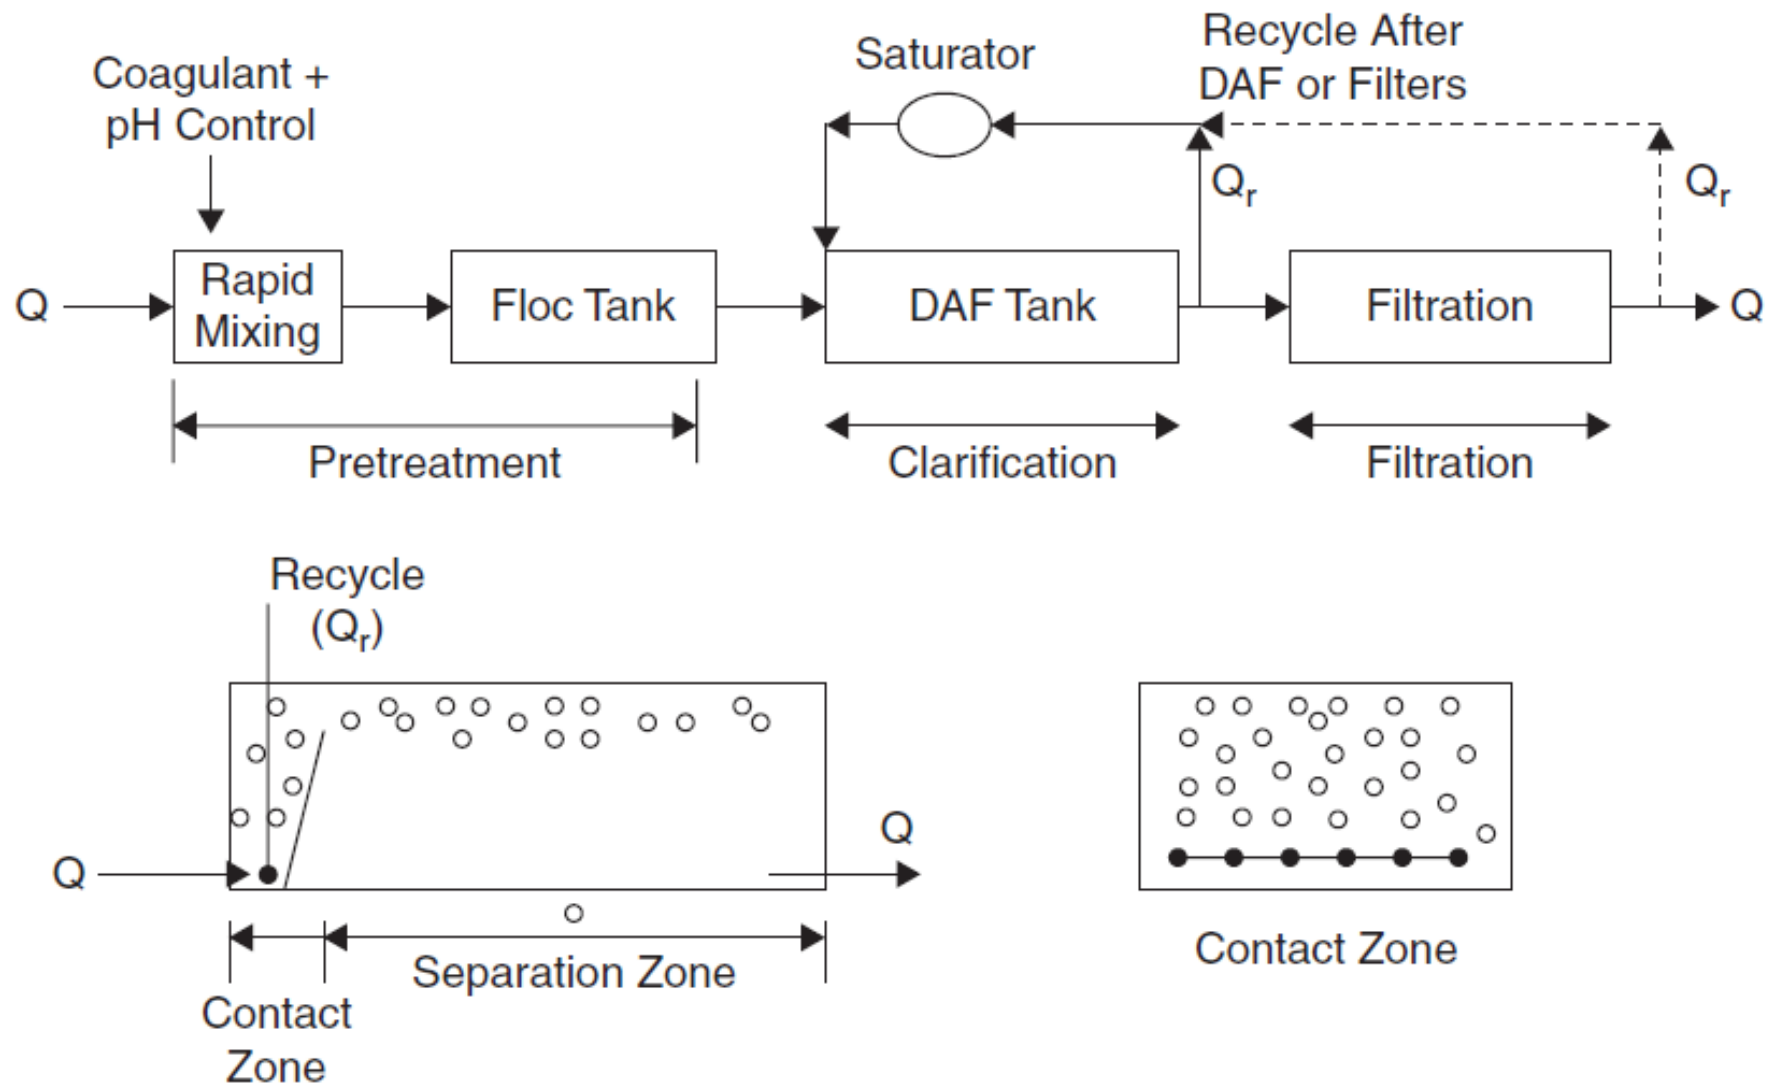 Coagulant +
pH Control
Saturator
Recycle After
DAF or Filters
Qr
Qr
Q
Rapid
Mixing
Floc Tank
DAF Tank
Filtration
Q
Pretreatment
Clarification
Filtration
Recycle
(Qr)
Q
Q
Separation Zone
Contact
Zone
Contact Zone